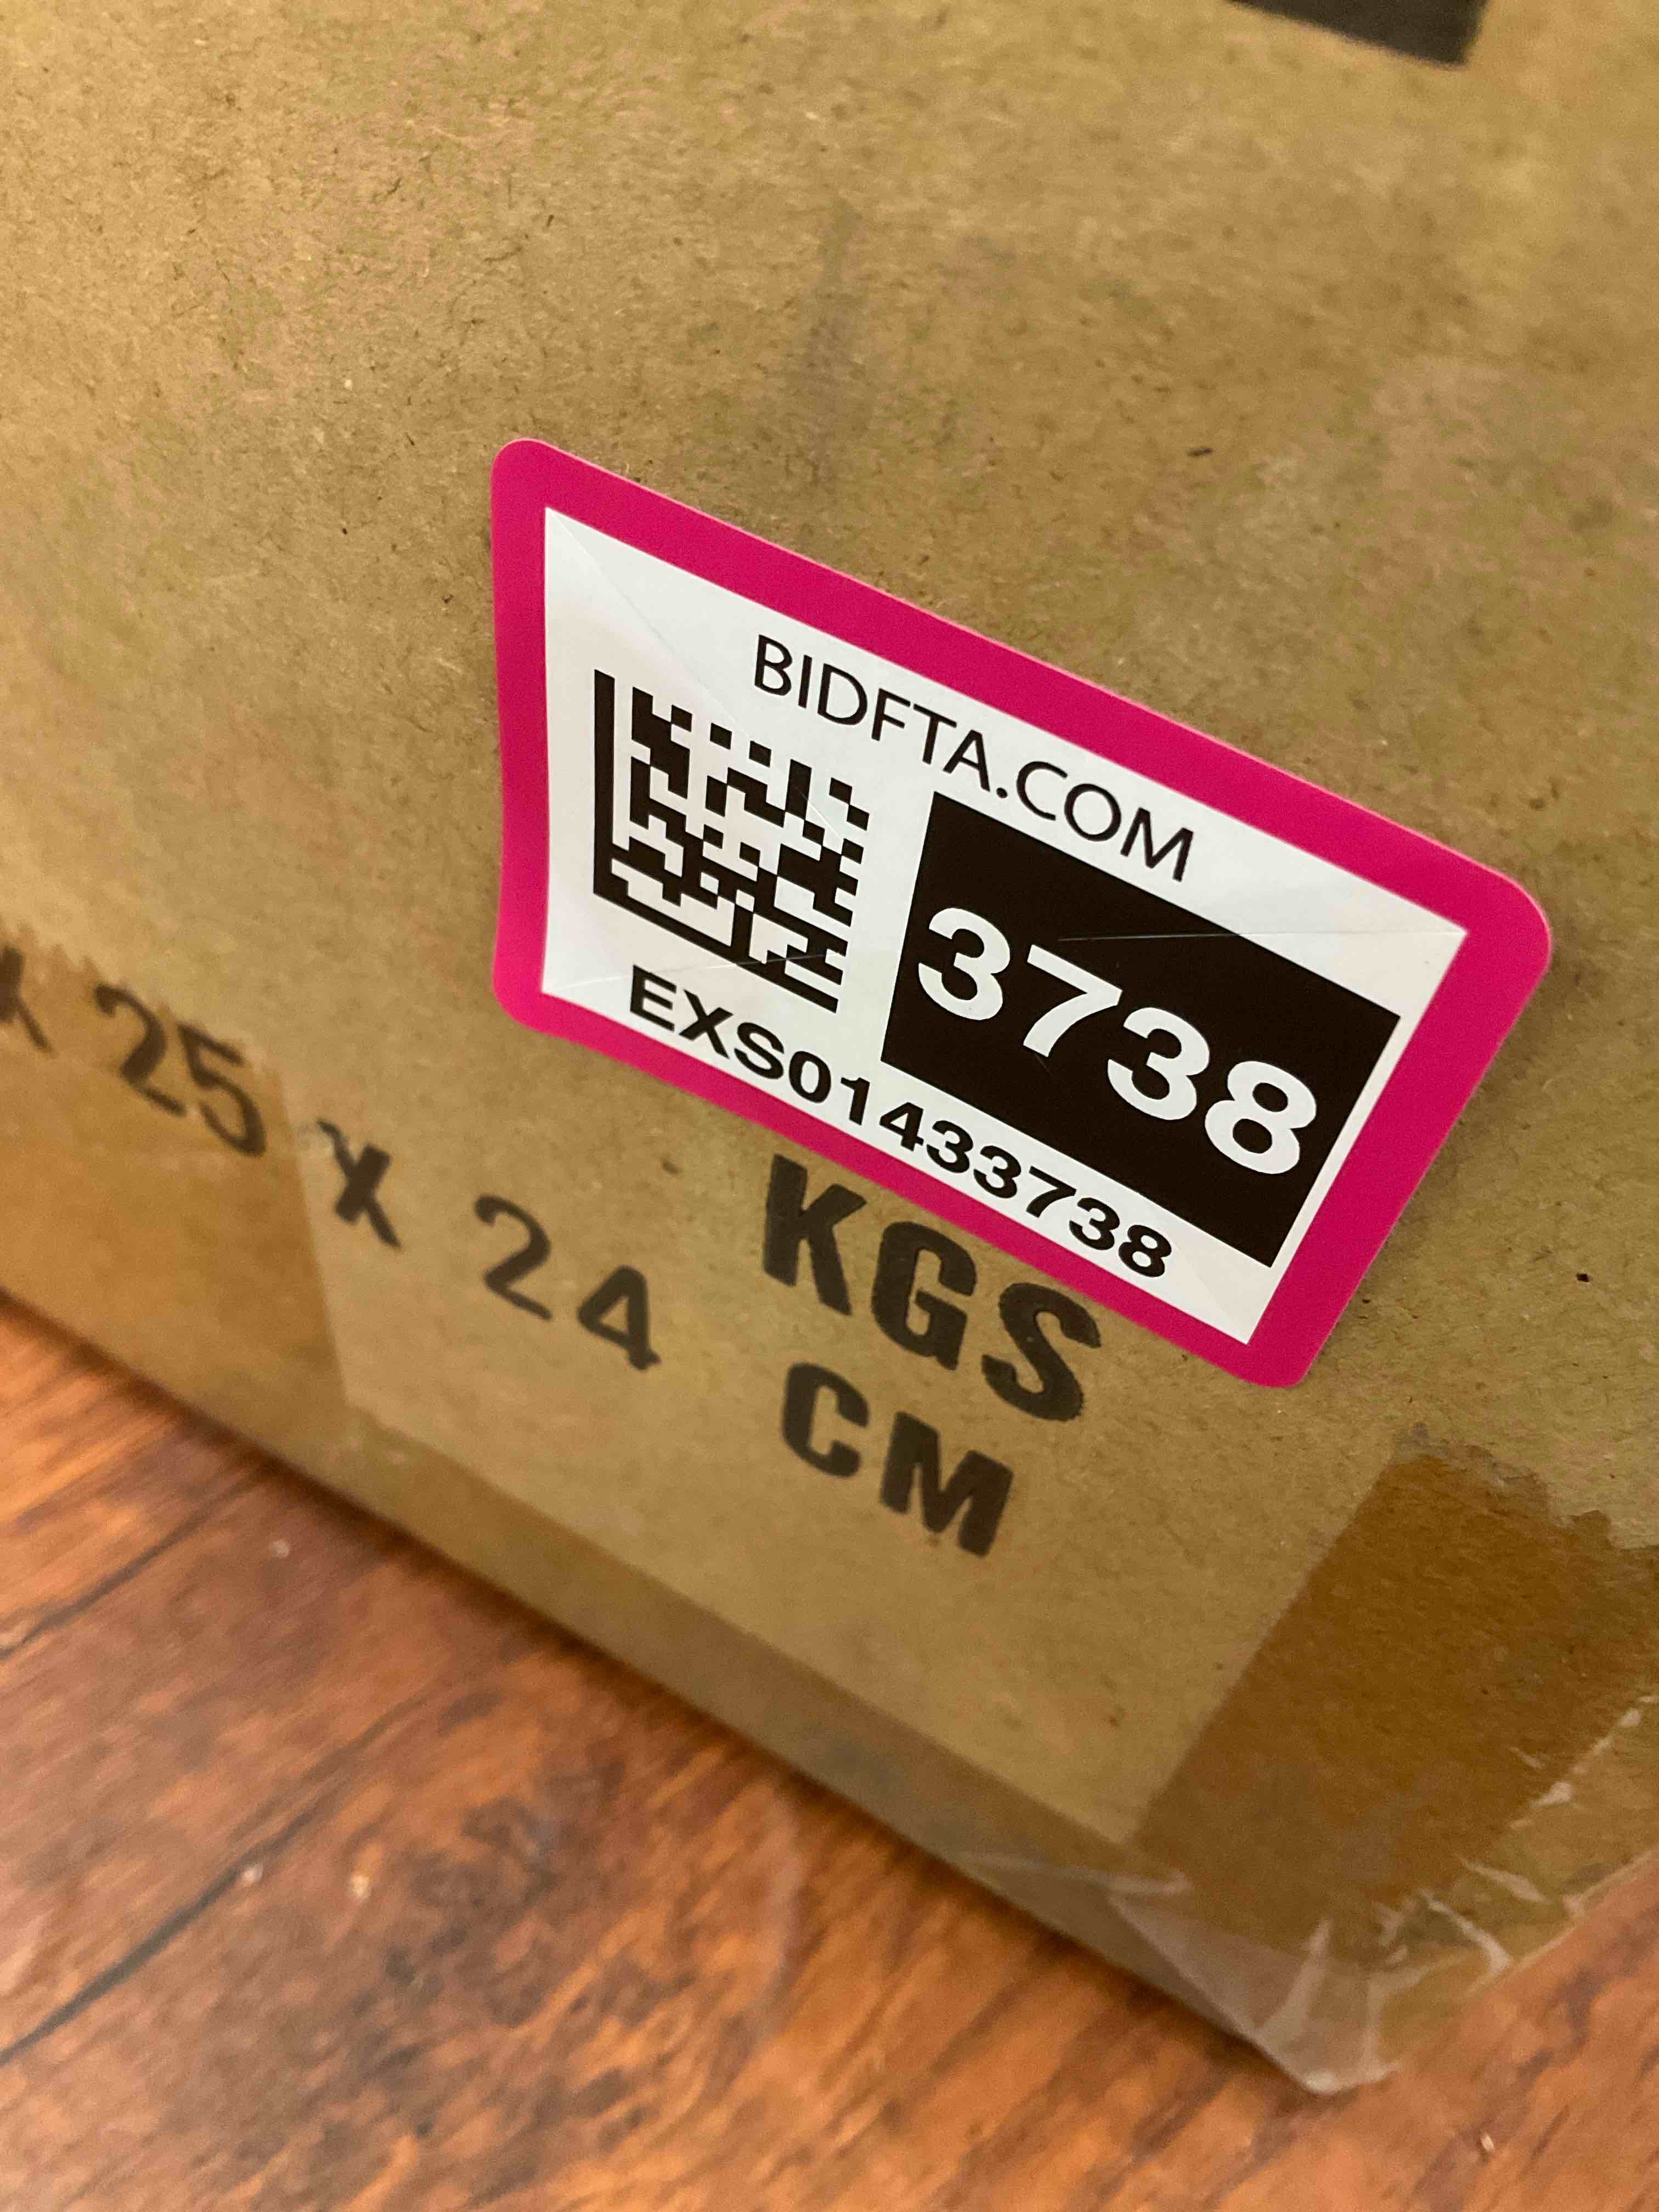 BIDFTA.COM
3738
EXS01433738
KGS
x 25 x 24 CM